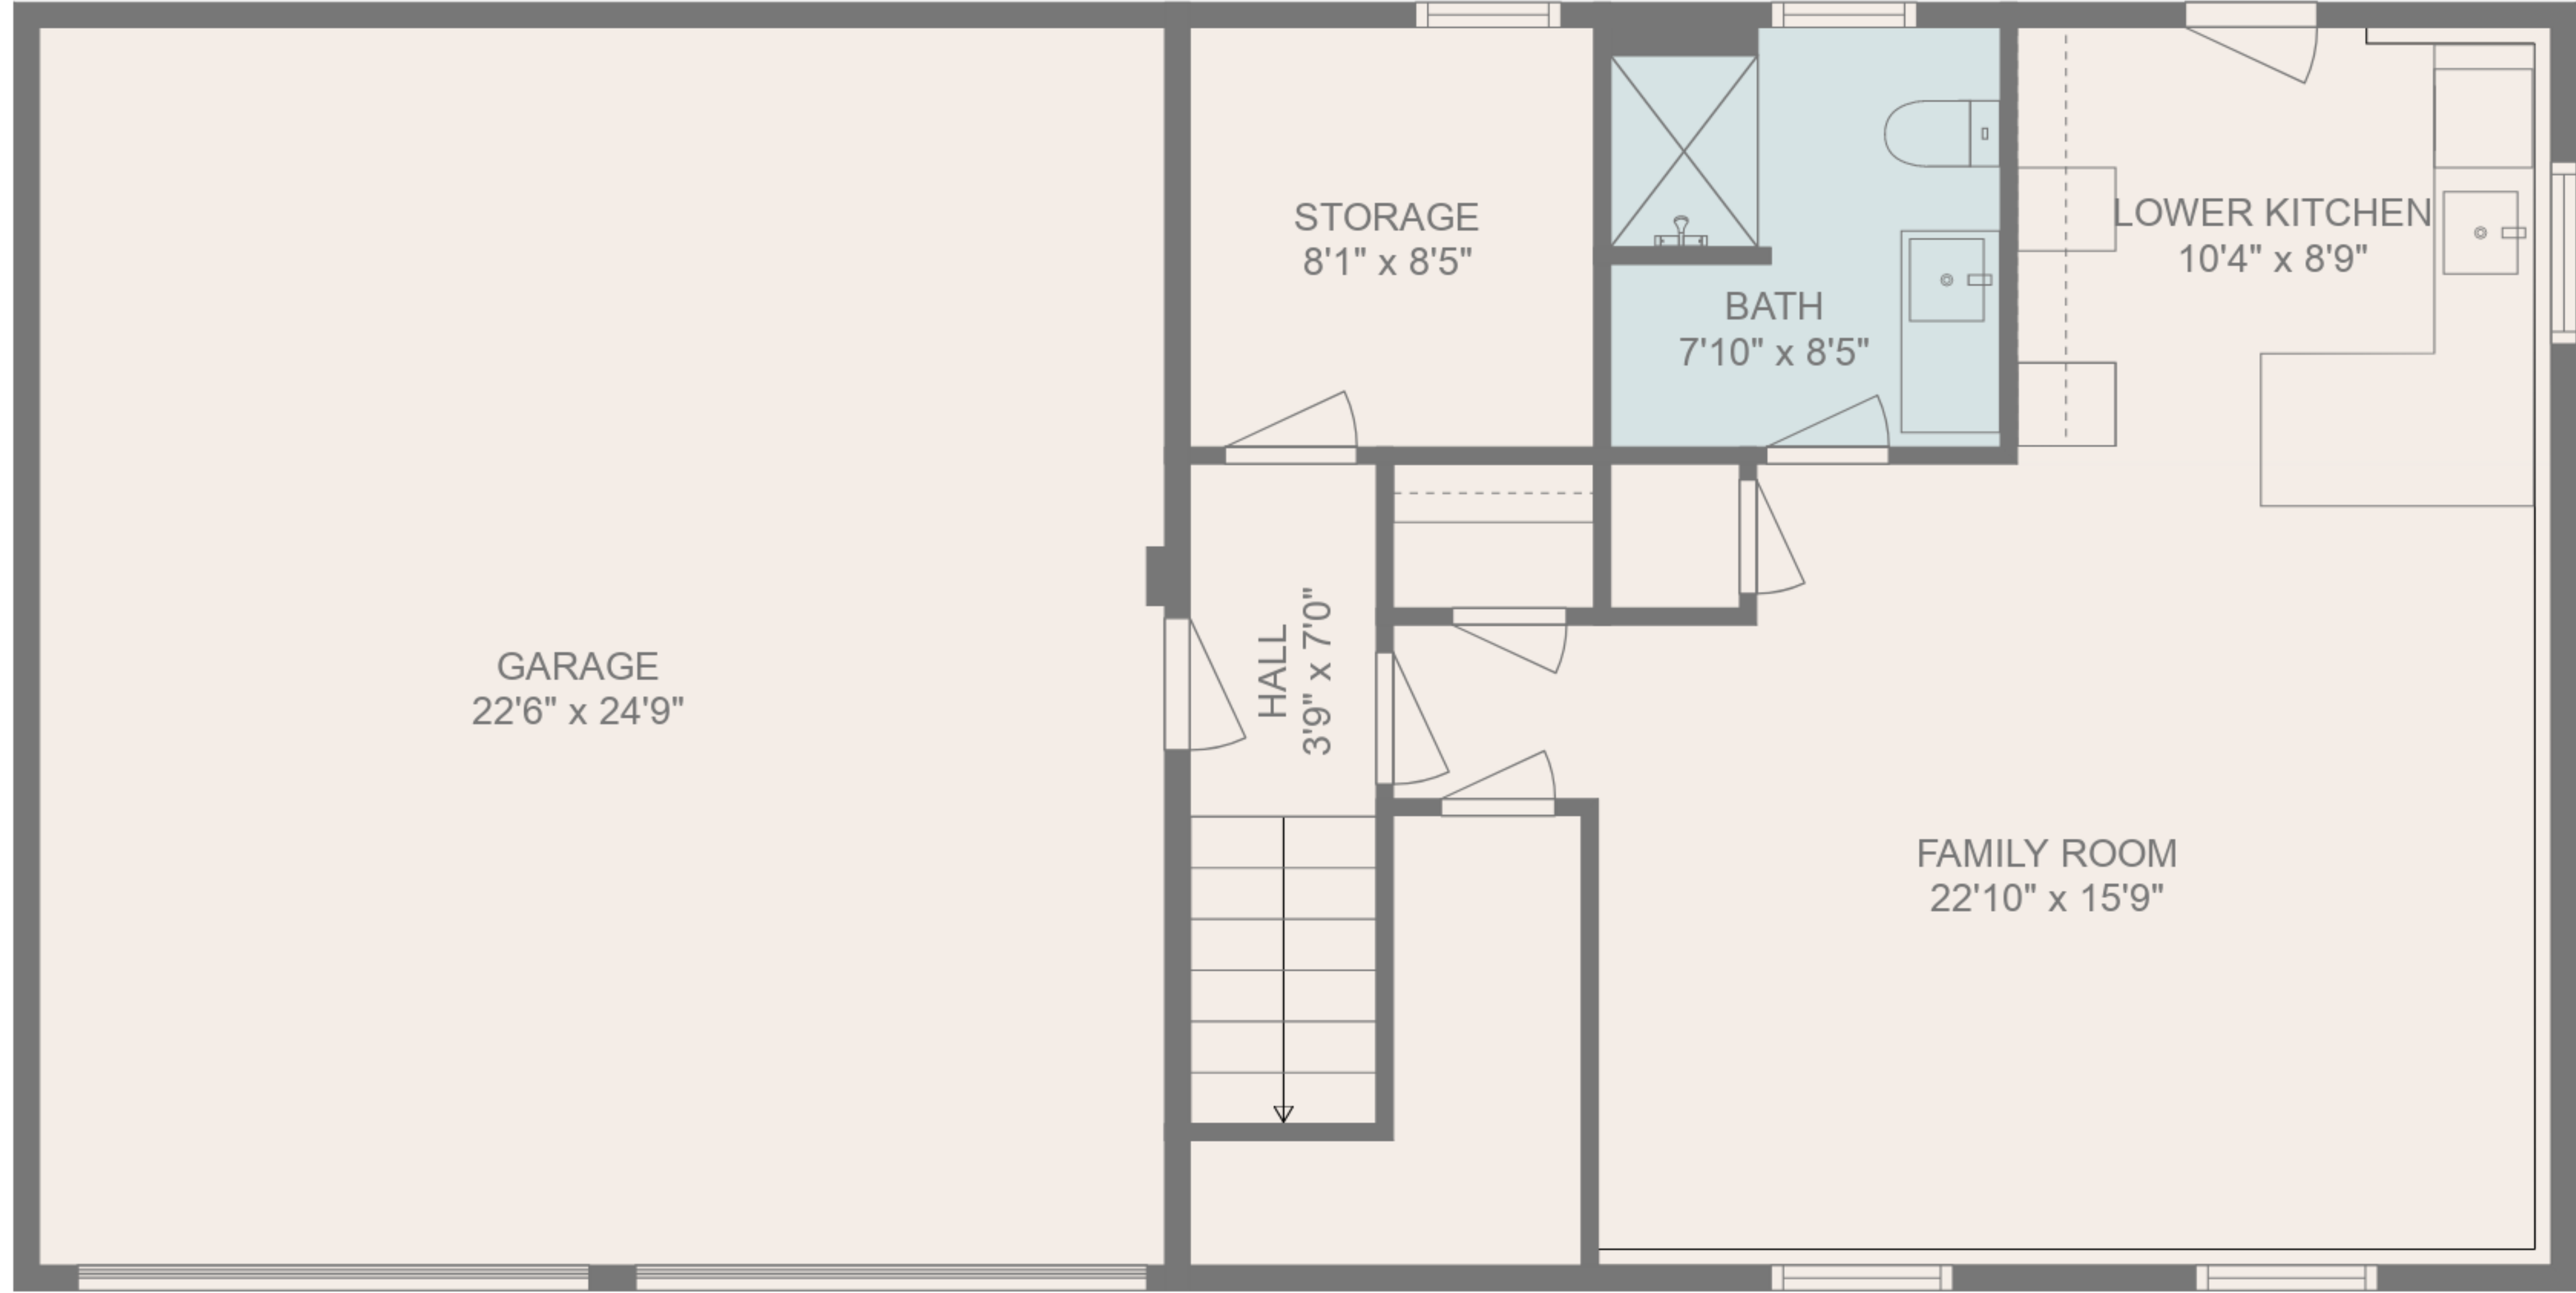 STORAGE
8'1" x 8'5"
LOWER KITCHEN
10'4" x 8'9"
BATH
7'10" x 8'5"
GARAGE
22'6" x 24'9"
HALL
3'9" x 7'0"
FAMILY ROOM
22'10" x 15'9"